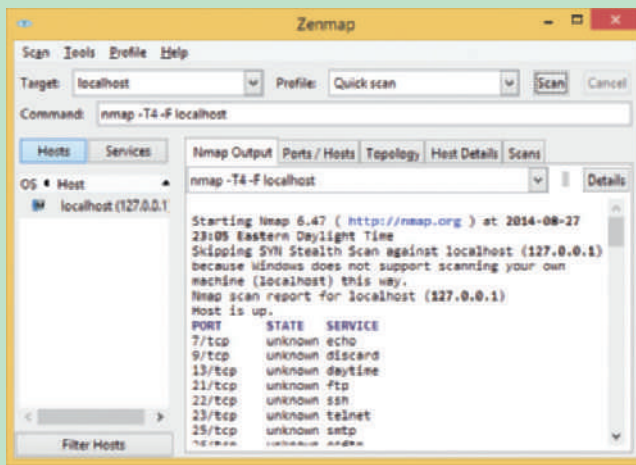 Zenmap
Scan Tools Profile Help
Target: localhost Profile: Quick scan Scan Cancel
Command: nmap -T4 -F localhost
Hosts Services
Nmap Output Ports / Hosts Topology Host Details Scans
OS Host
nmap -T4 -F localhost Details
localhost (127.0.0.1
Starting Nmap 6.47 ( http://nmap.org ) at 2014-08-27
23:05 Eastern Daylight Time
Skipping SYN Stealth Scan against localhost (127.0.0.1)
because Windows does not support scanning your own
machine (localhost) this way.
Nmap scan report for localhost (127.0.0.1)
Host is up.
PORT STATE SERVICE
7/tcp unknown echo
9/tcp unknown discard
13/tcp unknown daytime
21/tcp unknown ftp
22/tcp unknown ssh
23/tcp unknown telnet
25/tcp unknown smtp
unknown
Filter Hosts